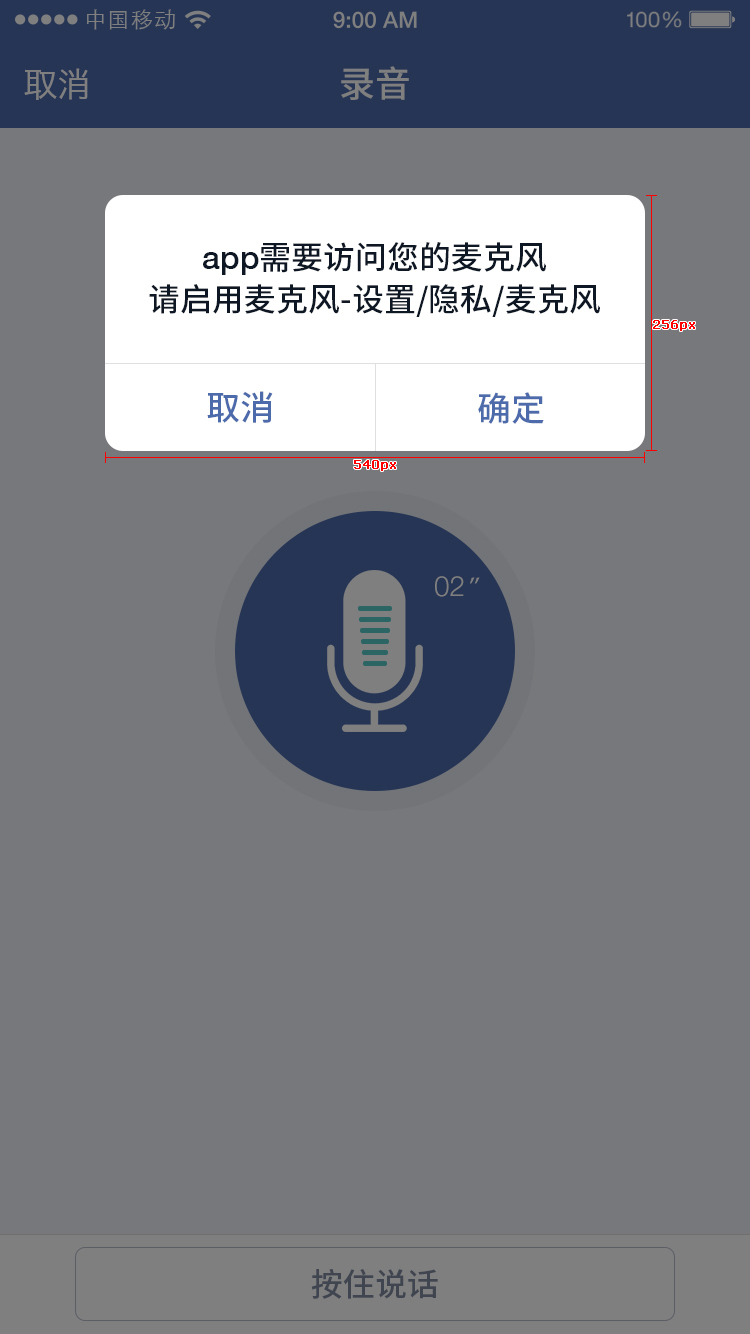 中国移动
9:00 AM
100%
取消
录音
app需要访问您的麦克风
请启用麦克风-设置/隐私/麦克风
256px
取消
确定
540px
02″
按住说话